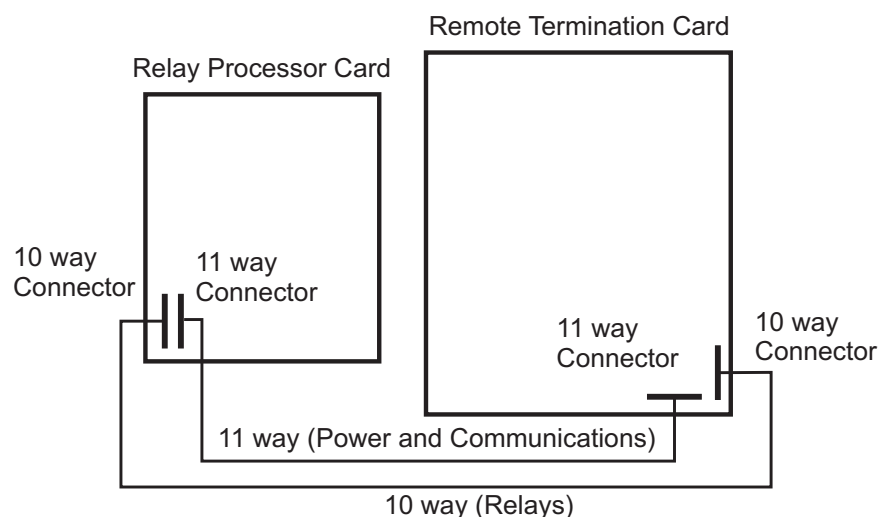 Remote Termination Card
Relay Processor Card
10 way
Connector
11 way
Connector
11 way
Connector
10 way
Connector
11 way (Power and Communications)
10 way (Relays)